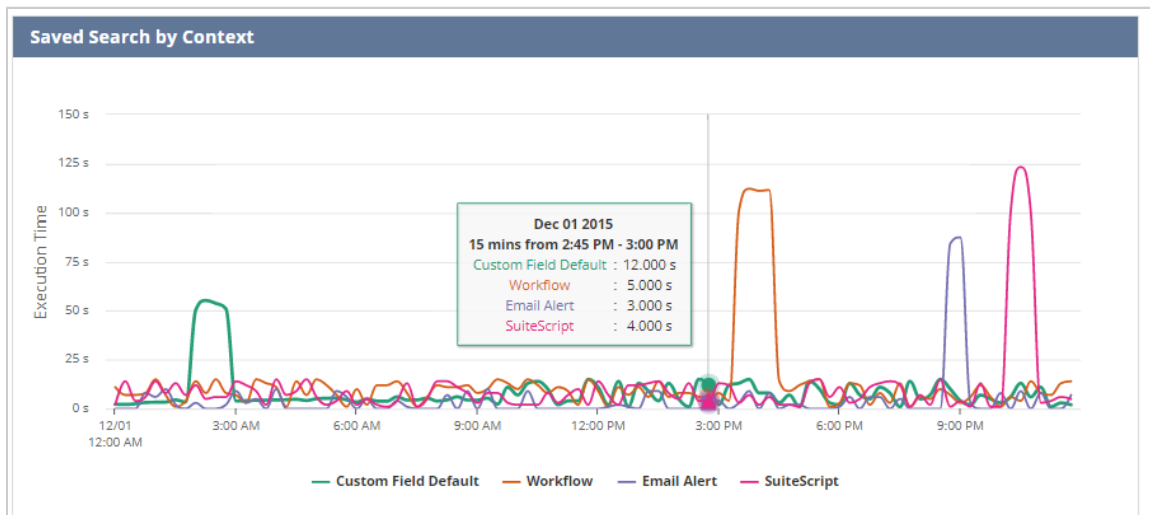 Saved Search by Context
150 s
125 s
100 s
75 s
50 s
25 s
0 s
Execution Time
Dec 01 2015
15 mins from 2:45 PM - 3:00 PM
Custom Field Default : 12.000 s
Workflow : 5.000 s
Email Alert : 3.000 s
SuiteScript : 4.000 s
12/01
12:00 AM
3:00 AM
6:00 AM
9:00 AM
12:00 PM
3:00 PM
6:00 PM
9:00 PM
Custom Field Default Workflow Email Alert SuiteScript